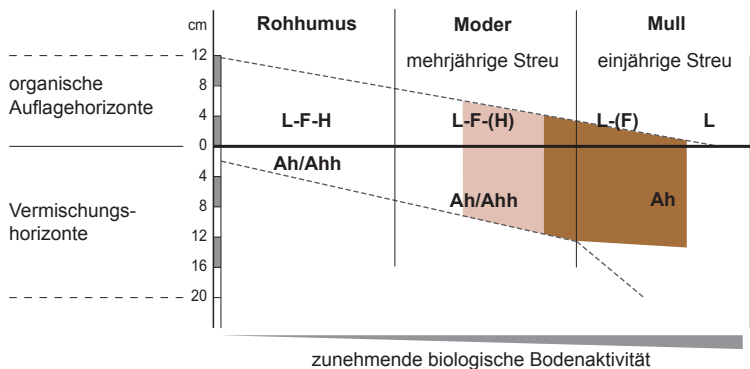 cm
Rohhumus
Moder
Mull
mehrjährige Streu
einjährige Streu
12
8
4
0
4
8
12
16
20
organische
Auflagehorizonte
L-F-H
L-F-(H)
L-(F)
L
Ah/Ahh
Ah/Ahh
Ah
Vermischungs-
horizonte
zunehmende biologische Bodenaktivität